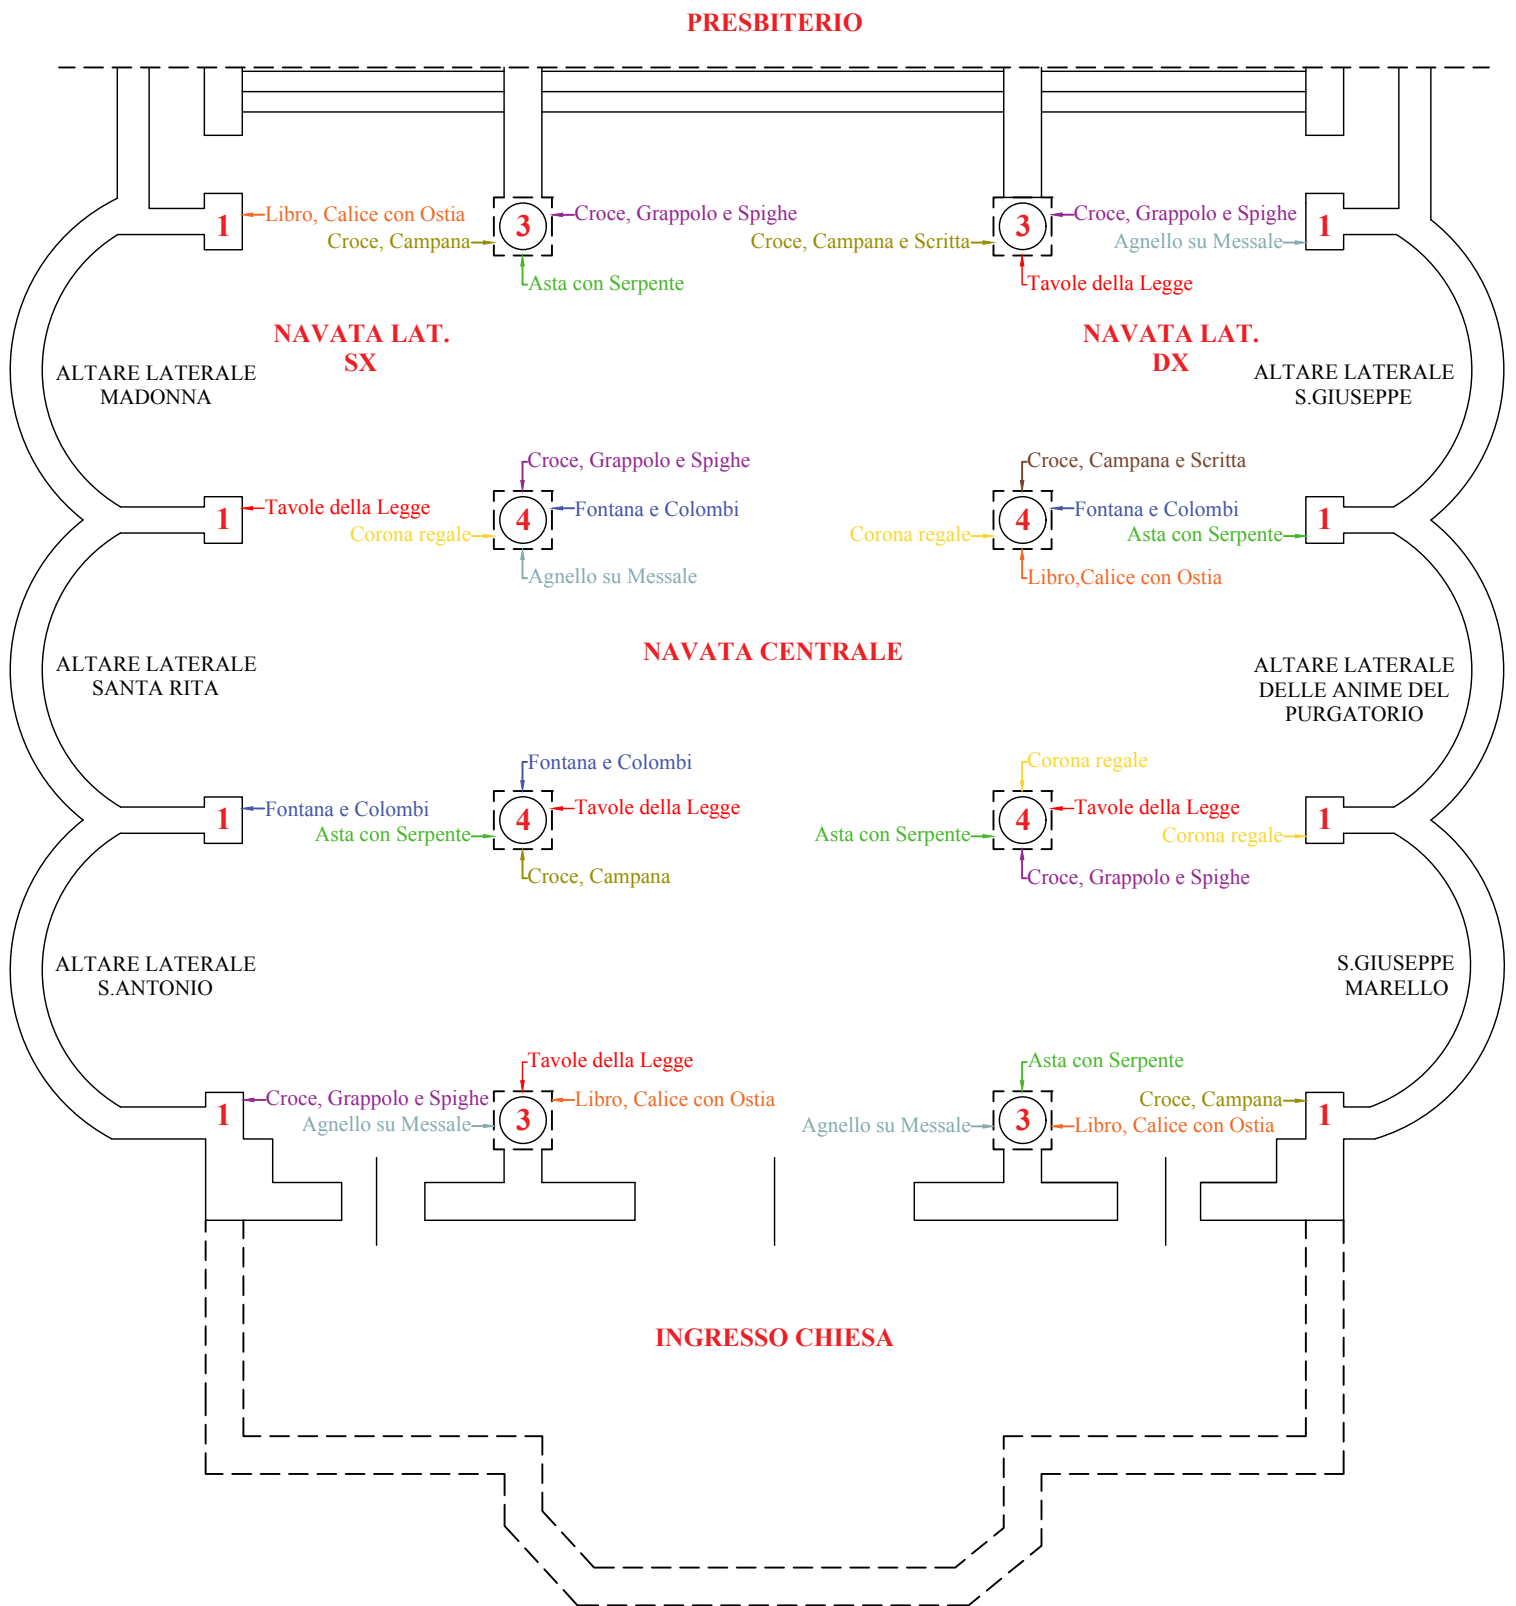 PRESBITERIO
1
Libro, Calice con Ostia
Croce, Campana
3
Croce, Grappolo e Spighe
Asta con Serpente
Croce, Campana e Scritta
3
Croce, Grappolo e Spighe
Tavole della Legge
Agnello su Messale
1
NAVATA LAT.
SX
NAVATA LAT.
DX
ALTARE LATERALE
MADONNA
ALTARE LATERALE
S.GIUSEPPE
1
Tavole della Legge
Croce, Grappolo e Spighe
Corona regale
4
Fontana e Colombi
Agnello su Messale
Croce, Campana e Scritta
Corona regale
4
Fontana e Colombi
Libro,Calice con Ostia
Asta con Serpente
1
NAVATA CENTRALE
ALTARE LATERALE
SANTA RITA
ALTARE LATERALE
DELLE ANIME DEL
PURGATORIO
1
Fontana e Colombi
Fontana e Colombi
Asta con Serpente
4
Tavole della Legge
Croce, Campana
Corona regale
Asta con Serpente
4
Tavole della Legge
Croce, Grappolo e Spighe
Corona regale
1
ALTARE LATERALE
S.ANTONIO
S.GIUSEPPE
MARELLO
1
Croce, Grappolo e Spighe
Tavole della Legge
Agnello su Messale
3
Libro, Calice con Ostia
Asta con Serpente
Agnello su Messale
3
Libro, Calice con Ostia
Croce, Campana
1
INGRESSO CHIESA